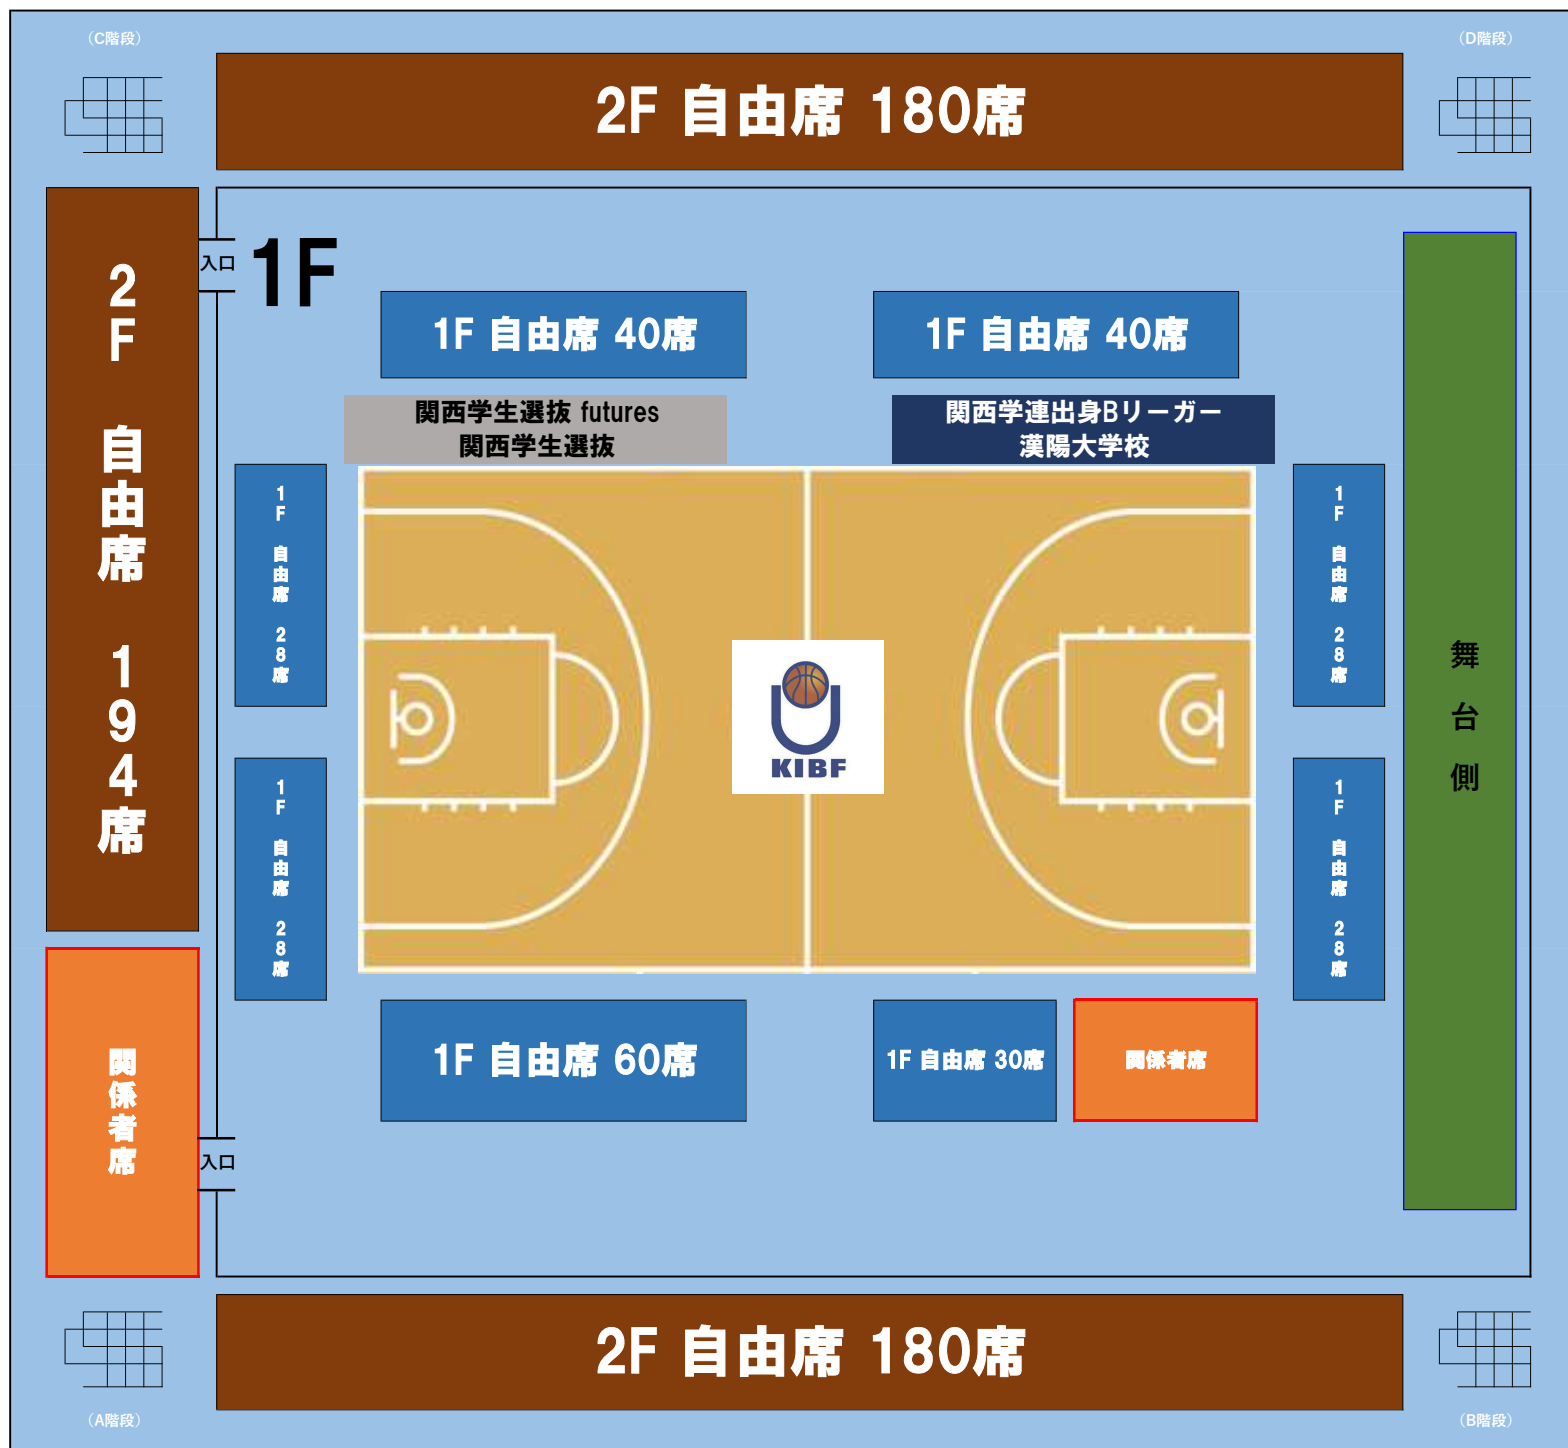 （C階段）
（D階段）
2F 自由席 180席
2F 自由席 194席
入口
1F
1F 自由席 40席
1F 自由席 40席
関西学生選抜 futures
関西学生選抜
関西学連出身Bリーガー
漢陽大学校
1F 自由席 28席
1F 自由席 28席
舞台側
KIBF
1F 自由席 28席
1F 自由席 28席
関係者席
1F 自由席 60席
1F 自由席 30席
関係者席
入口
2F 自由席 180席
（A階段）
（B階段）